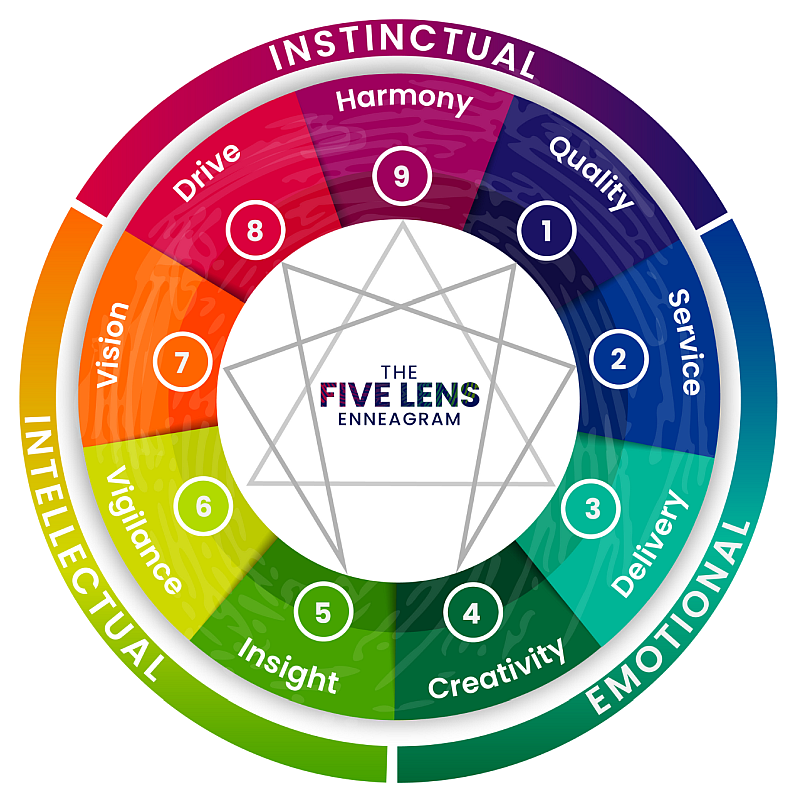 INSTINCTUAL
Harmony
9
Quality
1
Service
2
Delivery
3
EMOTIONAL
Creativity
4
Insight
5
INTELLECTUAL
Vigilance
6
Vision
7
Drive
8
THE
FIVE LENS
ENNEAGRAM